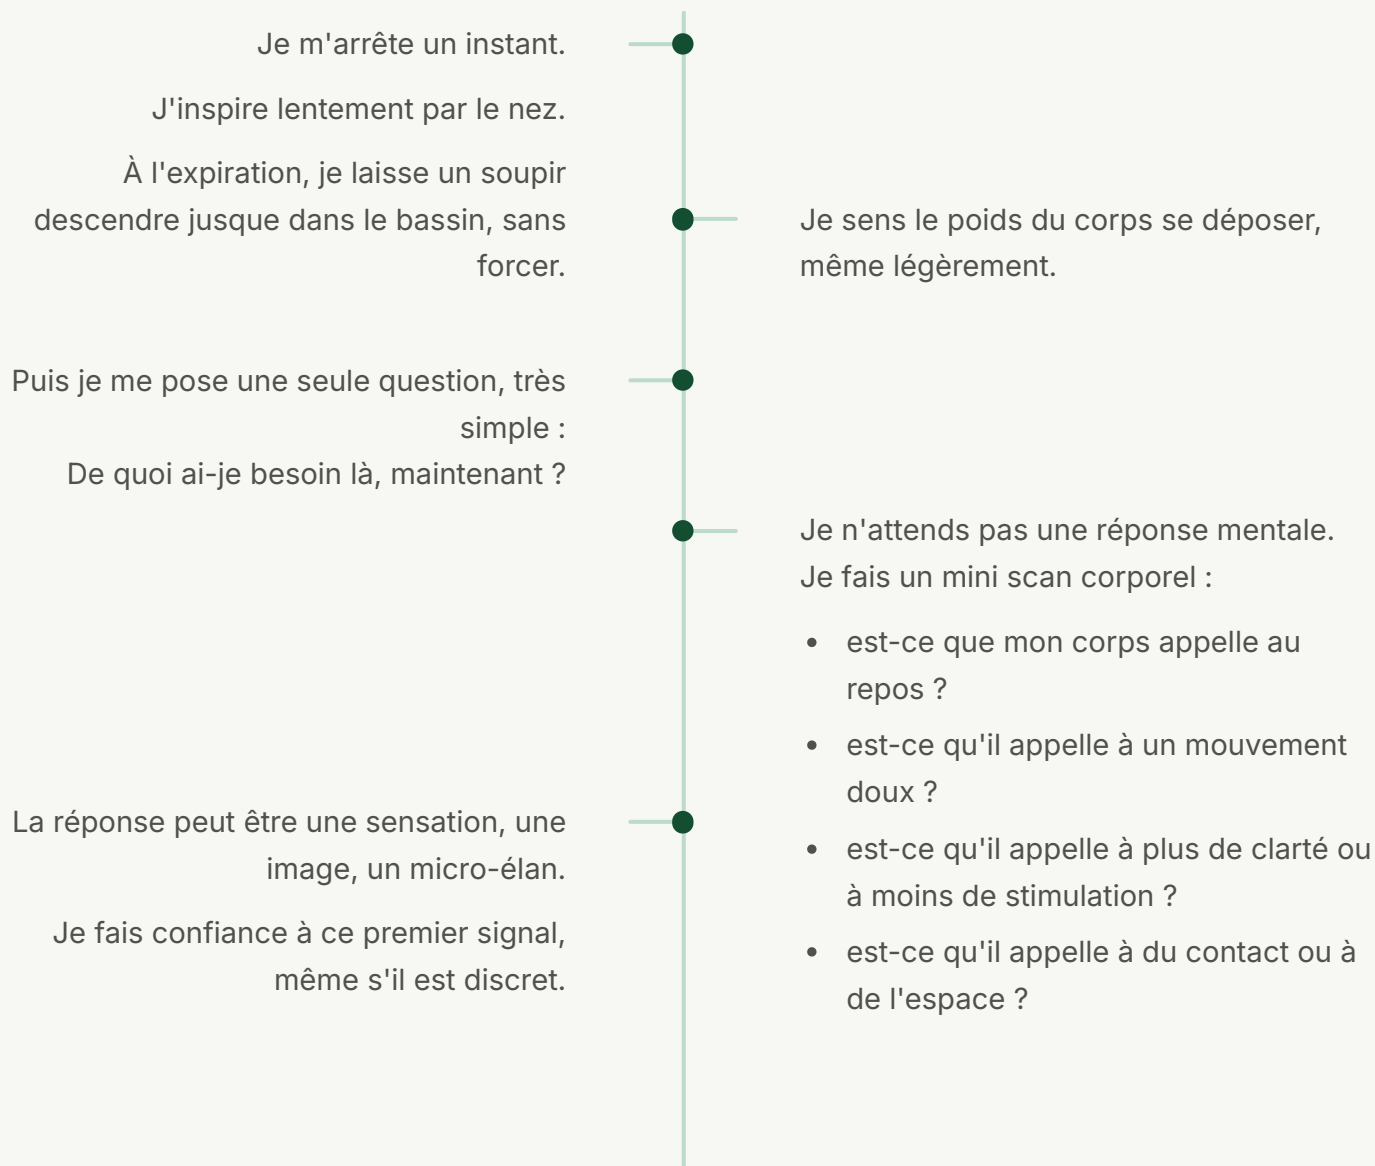 Je m'arrête un instant.
J'inspire lentement par le nez.
À l'expiration, je laisse un soupir
descendre jusque dans le bassin, sans
forcer.
Je sens le poids du corps se déposer,
même légèrement.
Puis je me pose une seule question, très
simple :
De quoi ai-je besoin là, maintenant ?
Je n'attends pas une réponse mentale.
Je fais un mini scan corporel :
• est-ce que mon corps appelle au
repos ?
• est-ce qu'il appelle à un mouvement
doux ?
• est-ce qu'il appelle à plus de clarté ou
à moins de stimulation ?
• est-ce qu'il appelle à du contact ou à
de l'espace ?
La réponse peut être une sensation, une
image, un micro-élan.
Je fais confiance à ce premier signal,
même s'il est discret.